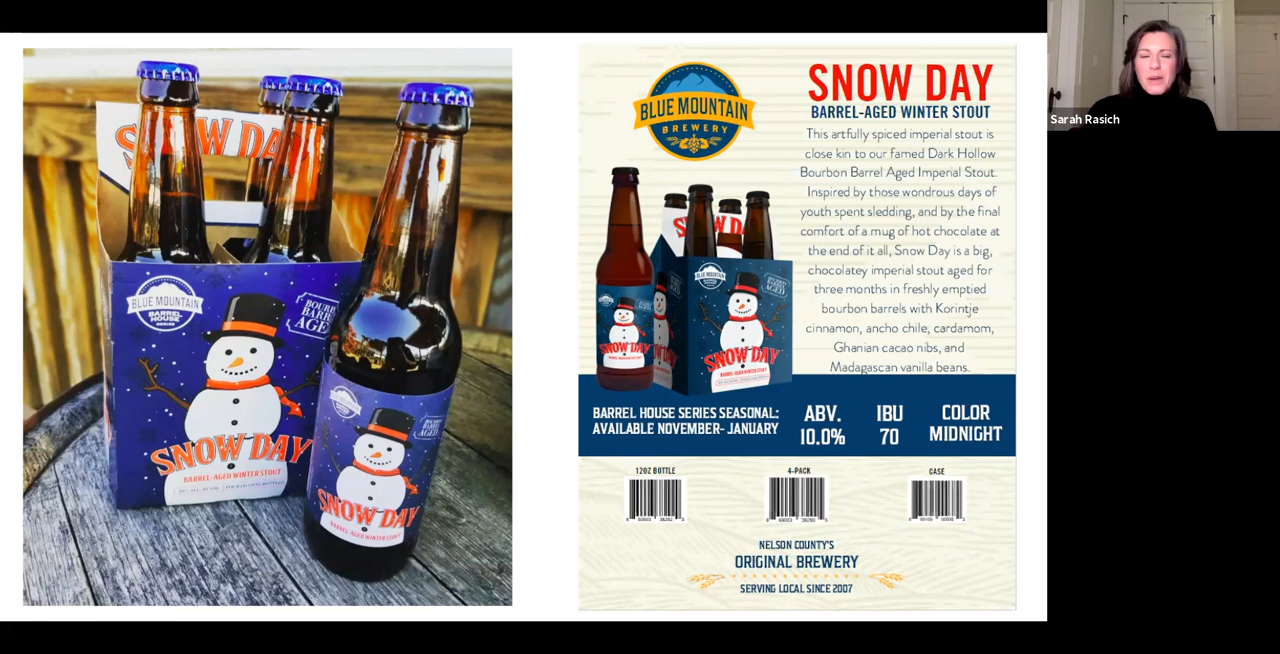 SNOW DAY
BLUE MOUNTAIN
BARREL
HOUSE
SERIES
BOURBON
BARREL
AGED
SNOW DAY
BARREL-AGED WINTER STOUT
BLUE MOUNTAIN
SNOW DAY
BARREL-AGED WINTER STOUT
BLUE MOUNTAIN
BREWERY
SNOW DAY
BARREL-AGED WINTER STOUT
This artfully spiced imperial stout is
close kin to our famed Dark Hollow
Bourbon Barrel Aged Imperial Stout.
Inspired by those wondrous days of
youth spent sledding, and by the final
comfort of a mug of hot chocolate at
the end of it all, Snow Day is a big,
chocolatey imperial stout aged for
three months in freshly emptied
bourbon barrels with Korintje
cinnamon, ancho chile, cardamom,
Ghanian cacao nibs, and
Madagascan vanilla beans.
BLUE MOUNTAIN
SNOW DAY
SNOW DAY
BARREL HOUSE SERIES SEASONAL;
AVAILABLE NOVEMBER- JANUARY
ABV.
10.0%
IBU
70
COLOR
MIDNIGHT
12OZ BOTTLE
4-PACK
CASE
NELSON COUNTY'S
ORIGINAL BREWERY
SERVING LOCAL SINCE 2007
Sarah Rasich